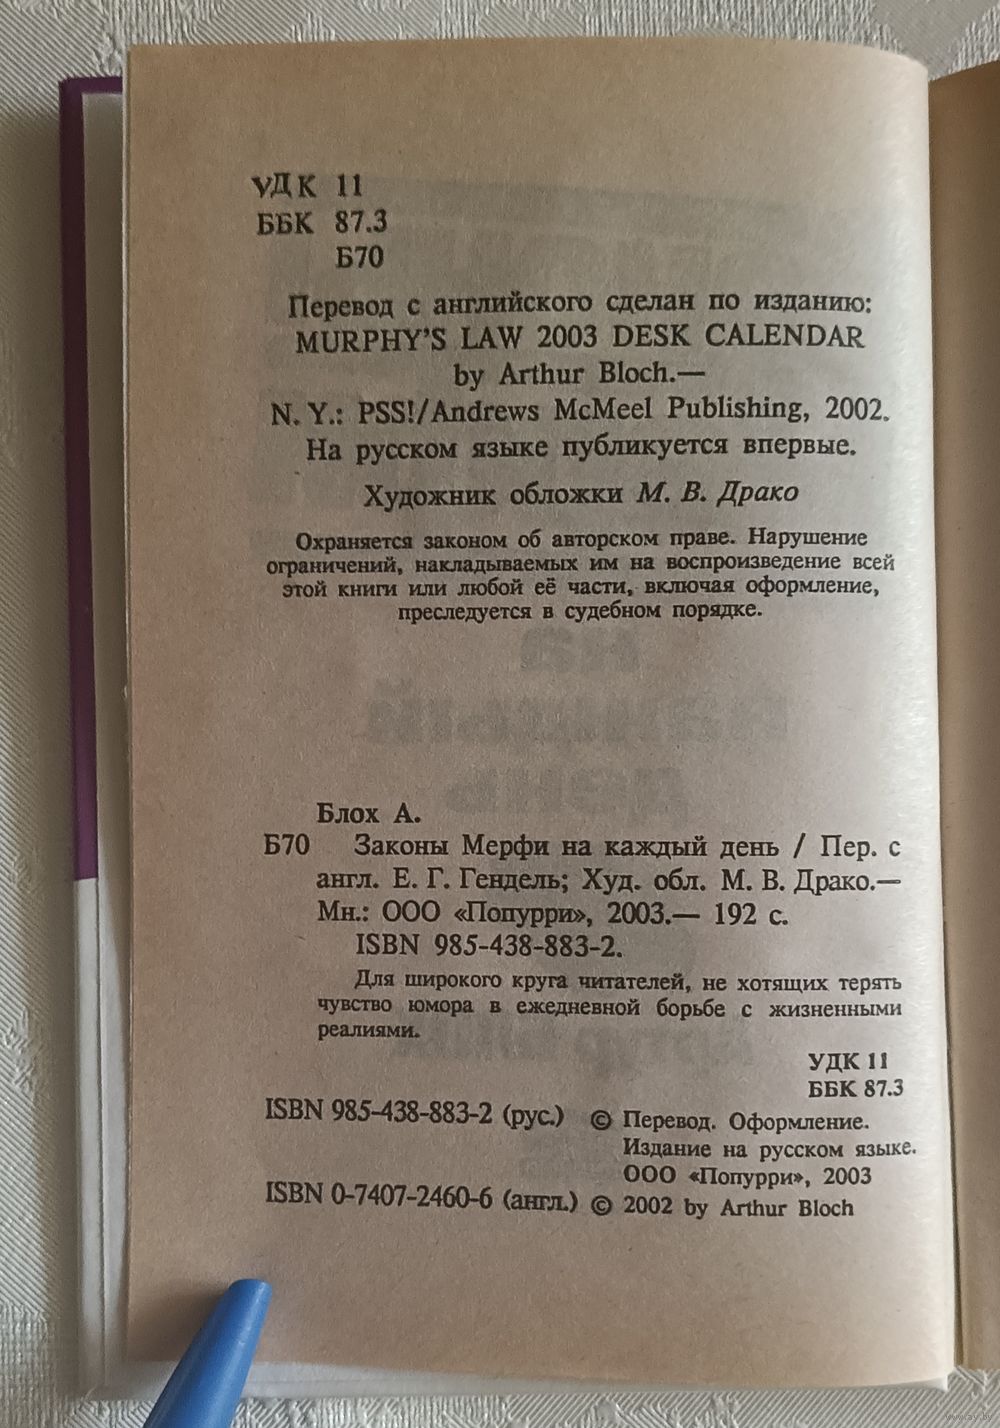 УДК 11
ББК 87.3
Б70
Перевод с английского сделан по изданию:
MURPHY'S LAW 2003 DESK CALENDAR
by Arthur Bloch.—
N. Y.: PSS!/Andrews McMeel Publishing, 2002.
На русском языке публикуется впервые.
Художник обложки М. В. Драко
Охраняется законом об авторском праве. Нарушение
ограничений, накладываемых им на воспроизведение всей
этой книги или любой её части, включая оформление,
преследуется в судебном порядке.
Блох А.
Б70 Законы Мерфи на каждый день / Пер. с
англ. Е. Г. Гендель; Худ. обл. М. В. Драко.—
Мн.: ООО «Попурри», 2003.— 192 с.
ISBN 985-438-883-2.
Для широкого круга читателей, не хотящих терять
чувство юмора в ежедневной борьбе с жизненными
реалиями.
УДК 11
ББК 87.3
ISBN 985-438-883-2 (рус.) © Перевод. Оформление.
Издание на русском языке.
ООО «Попурри», 2003
ISBN 0-7407-2460-6 (англ.) © 2002 by Arthur Bloch